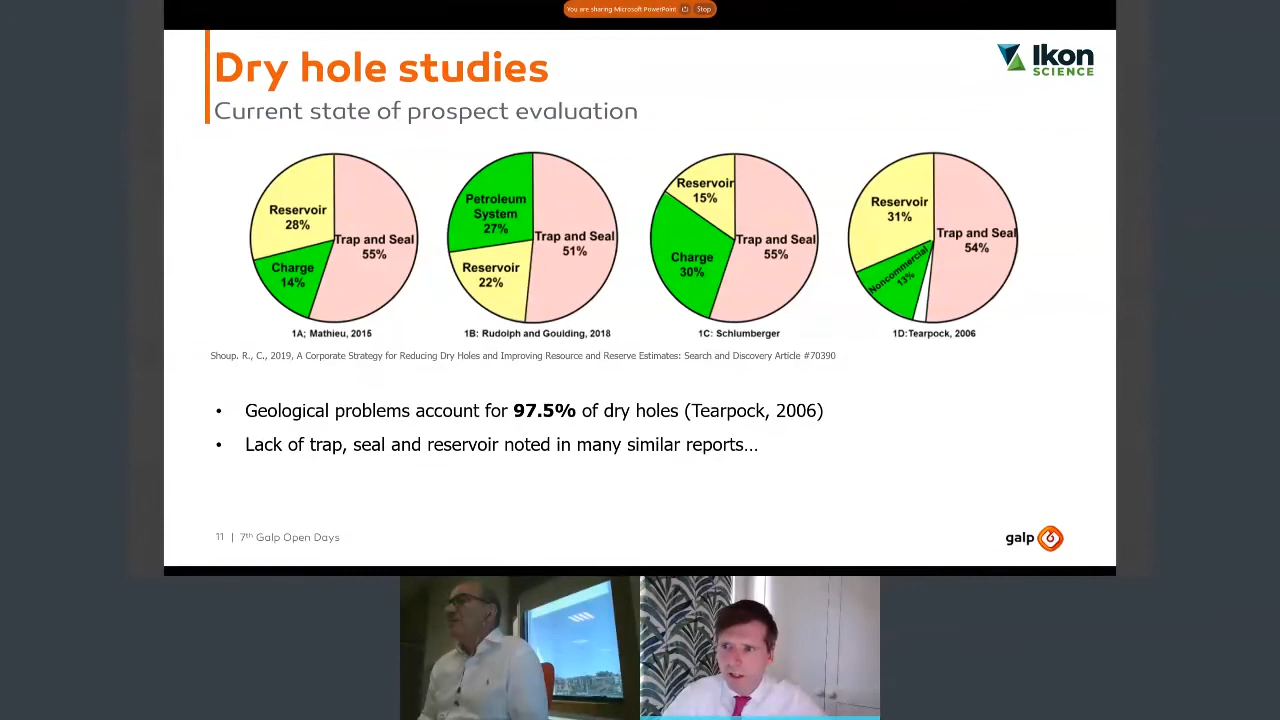 You are sharing Microsoft PowerPoint Stop
Dry hole studies
Ikon
SCIENCE
Current state of prospect evaluation
Reservoir
28%
Trap and Seal
55%
Charge
14%
1A; Mathieu, 2015
Petroleum
System
27%
Trap and Seal
51%
Reservoir
22%
1B: Rudolph and Goulding, 2018
Reservoir
15%
Trap and Seal
55%
Charge
30%
1C: Schlumberger
Reservoir
31%
Trap and Seal
54%
Noncommercial
13%
1D:Tearpock, 2006
Shoup. R., C., 2019, A Corporate Strategy for Reducing Dry Holes and Improving Resource and Reserve Estimates: Search and Discovery Article #70390
• Geological problems account for 97.5% of dry holes (Tearpock, 2006)
• Lack of trap, seal and reservoir noted in many similar reports…
11 | 7th Galp Open Days
galp